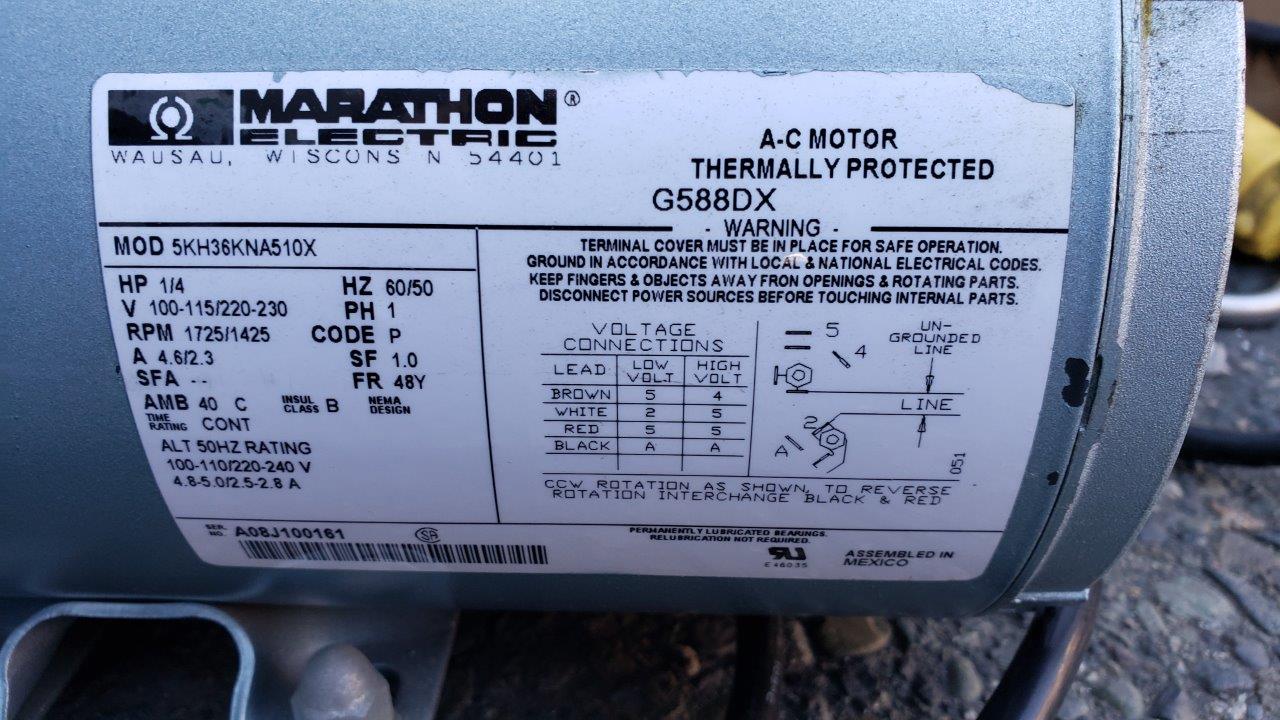 MARATHON ®
ELECTRIC
WAUSAU, WISCONS N 54401
A-C MOTOR
THERMALLY PROTECTED
G588DX
MOD 5KH36KNA510X
HP 1/4 HZ 60/50
V 100-115/220-230 PH 1
RPM 1725/1425 CODE P
A 4.6/2.3 SF 1.0
SFA -- FR 48Y
AMB 40 C INSUL CLASS B NEMA DESIGN
TIME RATING CONT
ALT 50HZ RATING
100-110/220-240 V
4.8-5.0/2.5-2.8 A
- WARNING -
TERMINAL COVER MUST BE IN PLACE FOR SAFE OPERATION.
GROUND IN ACCORDANCE WITH LOCAL & NATIONAL ELECTRICAL CODES.
KEEP FINGERS & OBJECTS AWAY FRON OPENINGS & ROTATING PARTS.
DISCONNECT POWER SOURCES BEFORE TOUCHING INTERNAL PARTS.
VOLTAGE
CONNECTIONS
LEAD LOW VOLT HIGH VOLT
BROWN 5 4
WHITE 2 5
RED 5 5
BLACK A A
5
4
2
A
UN-
GROUNDED
LINE
LINE
051
CCW ROTATION AS SHOWN, TO REVERSE
ROTATION INTERCHANGE BLACK & RED
SER. NO. A08J100161
SA
PERMANENTLY LUBRICATED BEARINGS.
RELUBRICATION NOT REQUIRED.
RU
E46035
ASSEMBLED IN
MEXICO